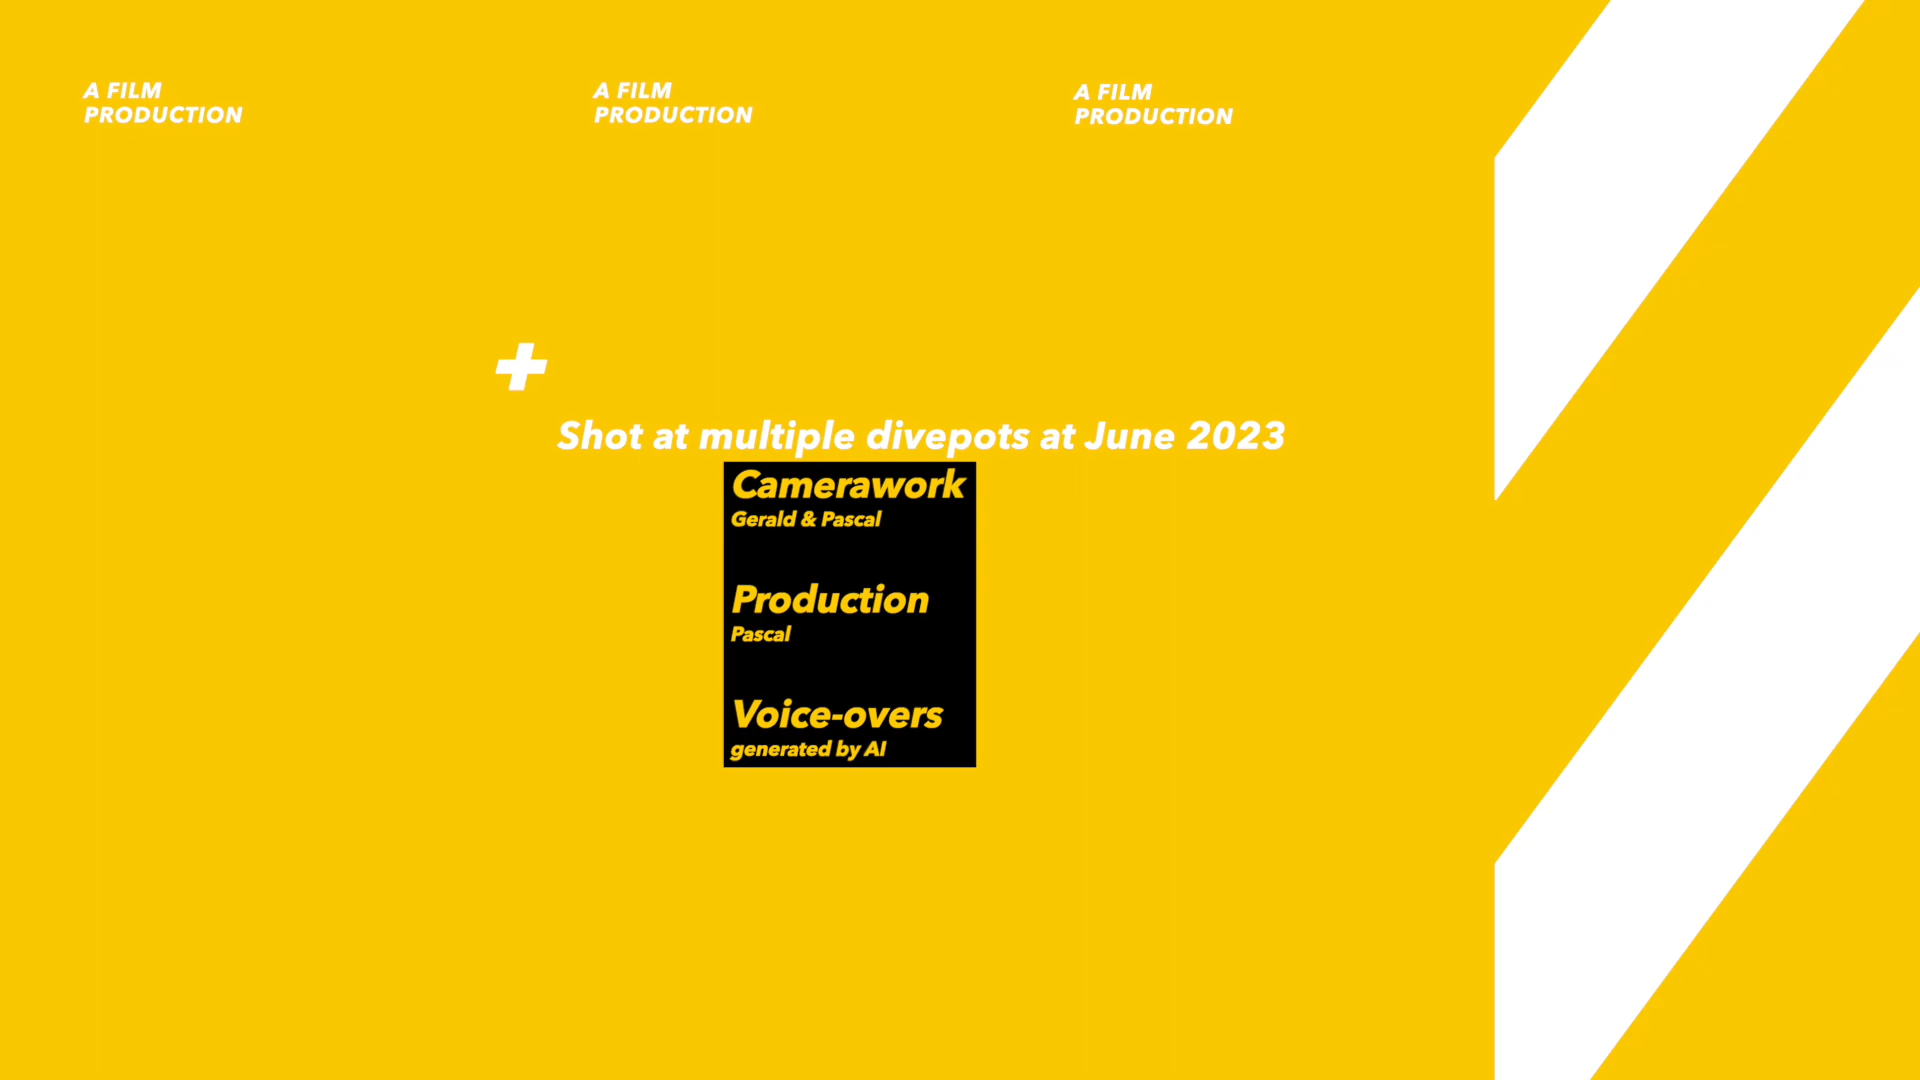 A FILM
PRODUCTION
A FILM
PRODUCTION
A FILM
PRODUCTION
+
Shot at multiple divepots at June 2023
Camerawork
Gerald & Pascal
Production
Pascal
Voice-overs
generated by AI